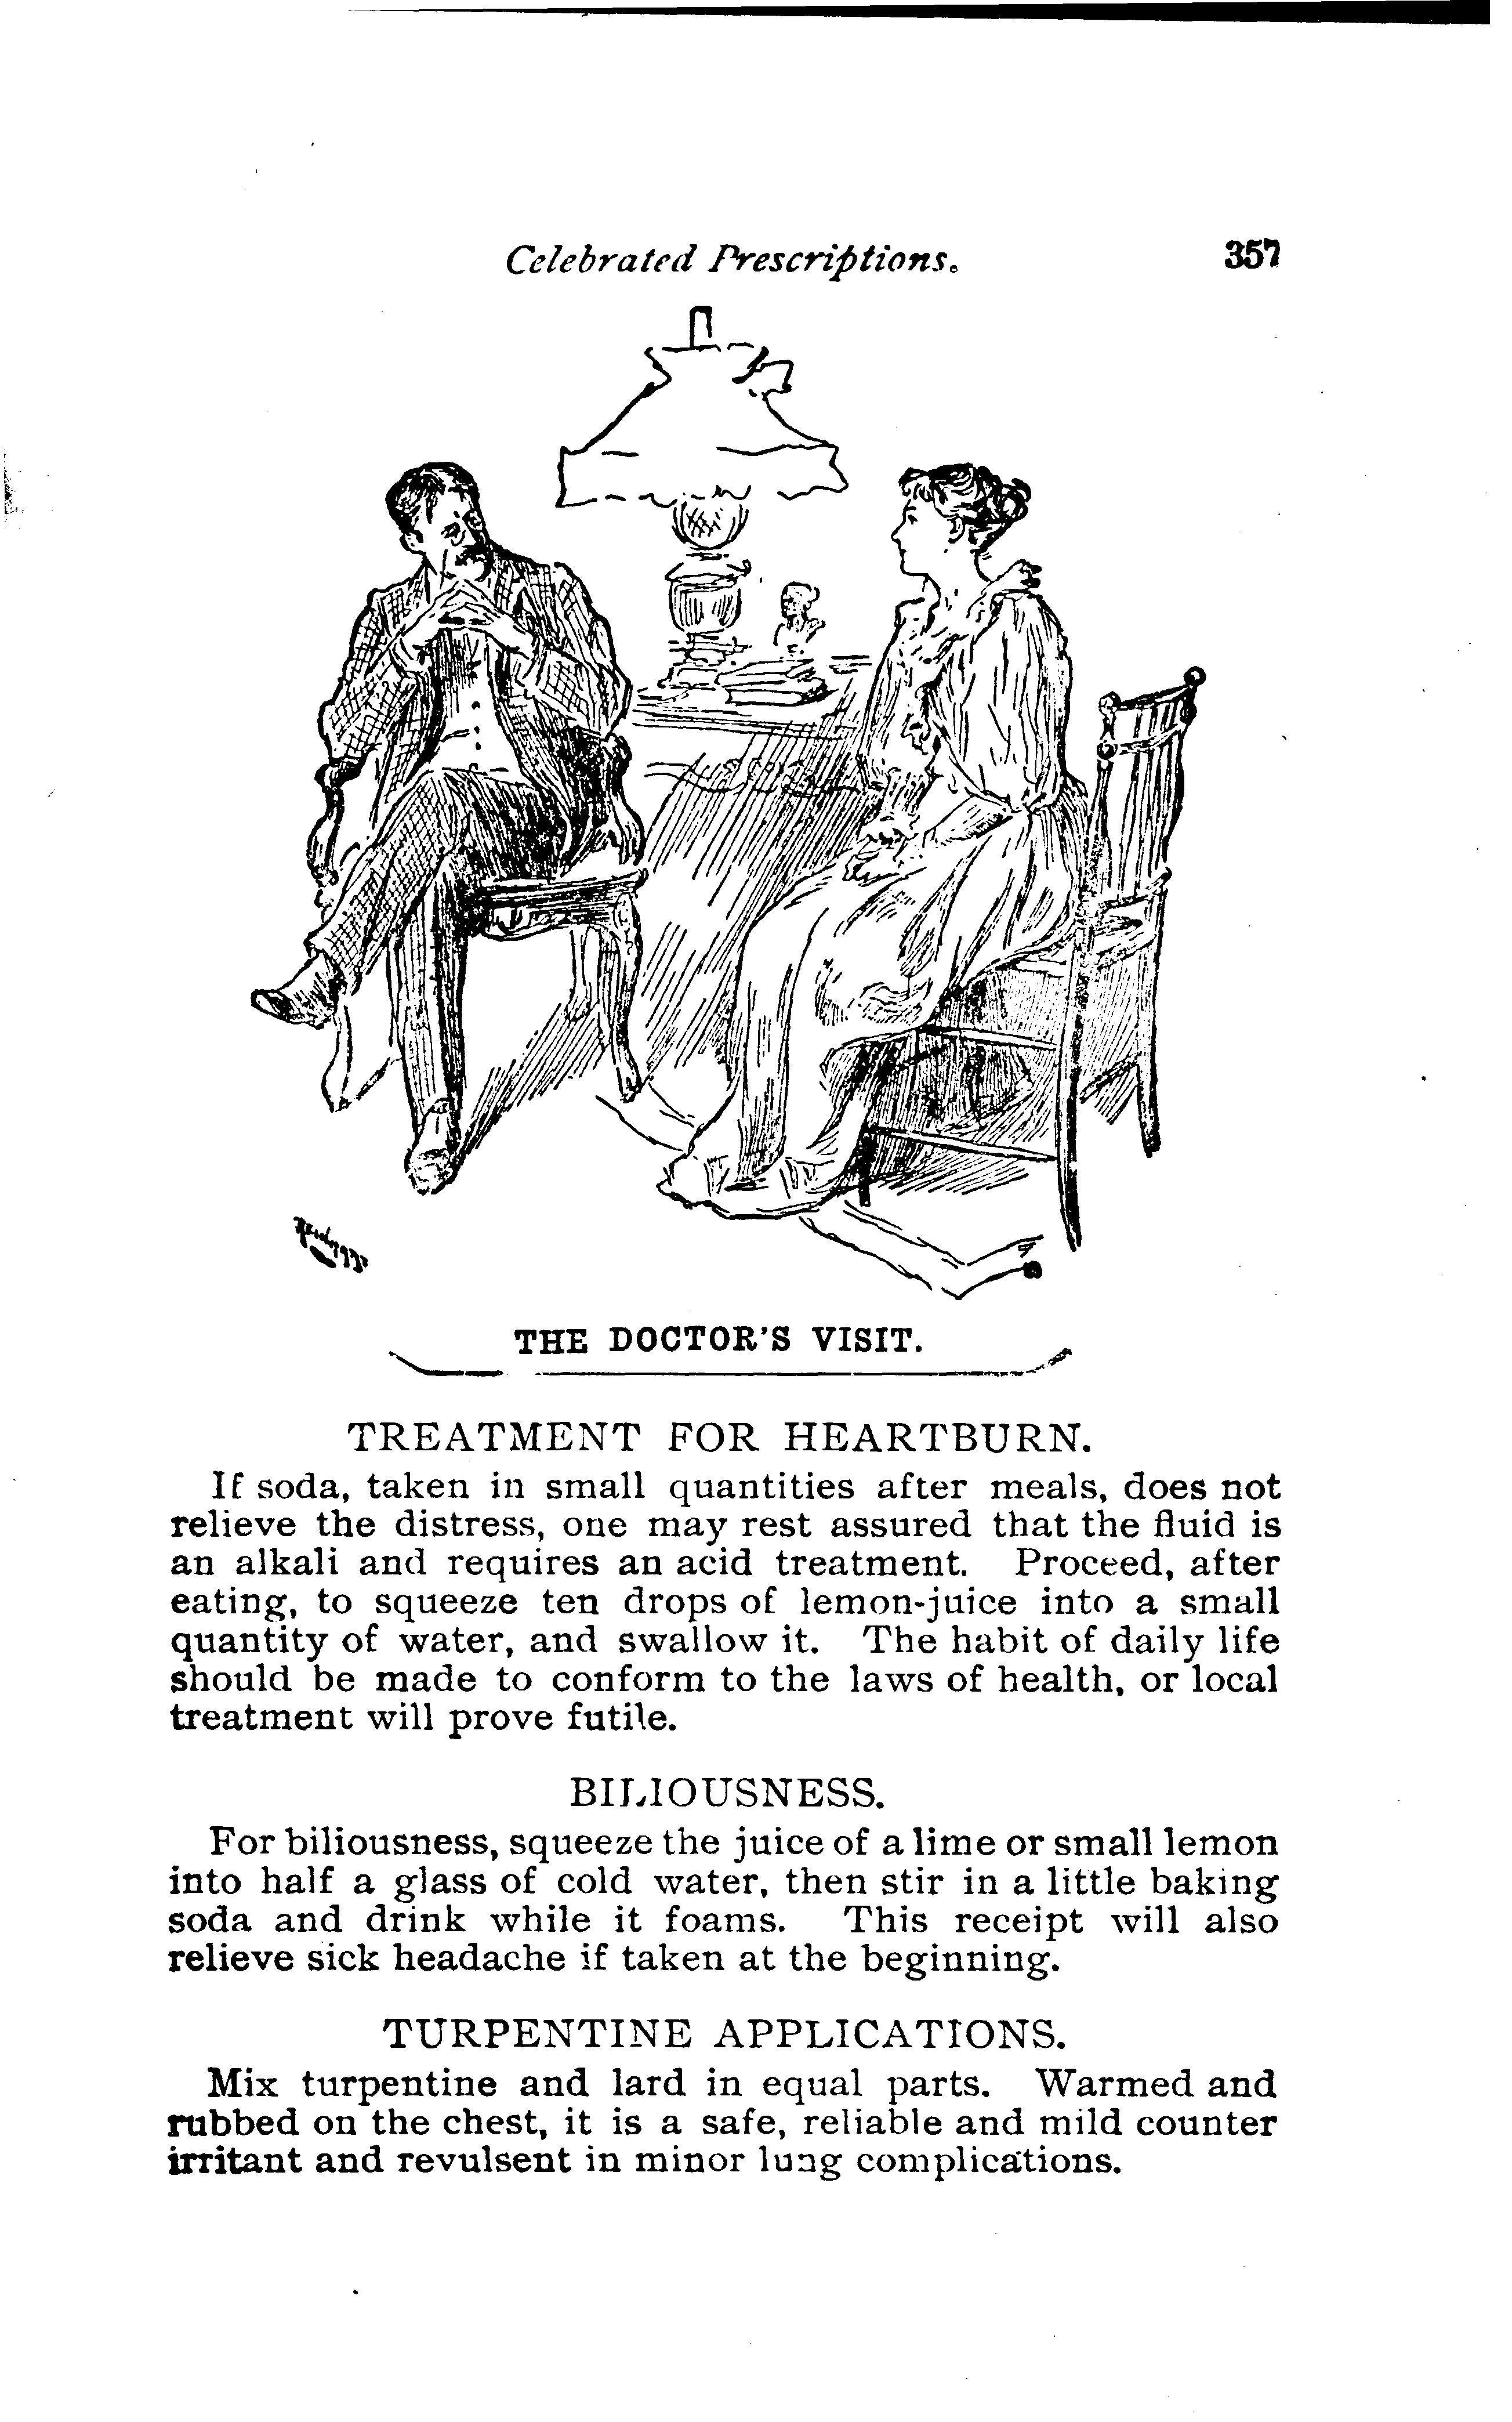 Celebrated Prescriptions. 357
THE DOCTOR'S VISIT.
TREATMENT FOR HEARTBURN.
If soda, taken in small quantities after meals, does not
relieve the distress, one may rest assured that the fluid is
an alkali and requires an acid treatment. Proceed, after
eating, to squeeze ten drops of lemon-juice into a small
quantity of water, and swallow it. The habit of daily life
should be made to conform to the laws of health, or local
treatment will prove futile.
BILIOUSNESS.
For biliousness, squeeze the juice of a lime or small lemon
into half a glass of cold water, then stir in a little baking
soda and drink while it foams. This receipt will also
relieve sick headache if taken at the beginning.
TURPENTINE APPLICATIONS.
Mix turpentine and lard in equal parts. Warmed and
rubbed on the chest, it is a safe, reliable and mild counter
irritant and revulsent in minor lung complications.